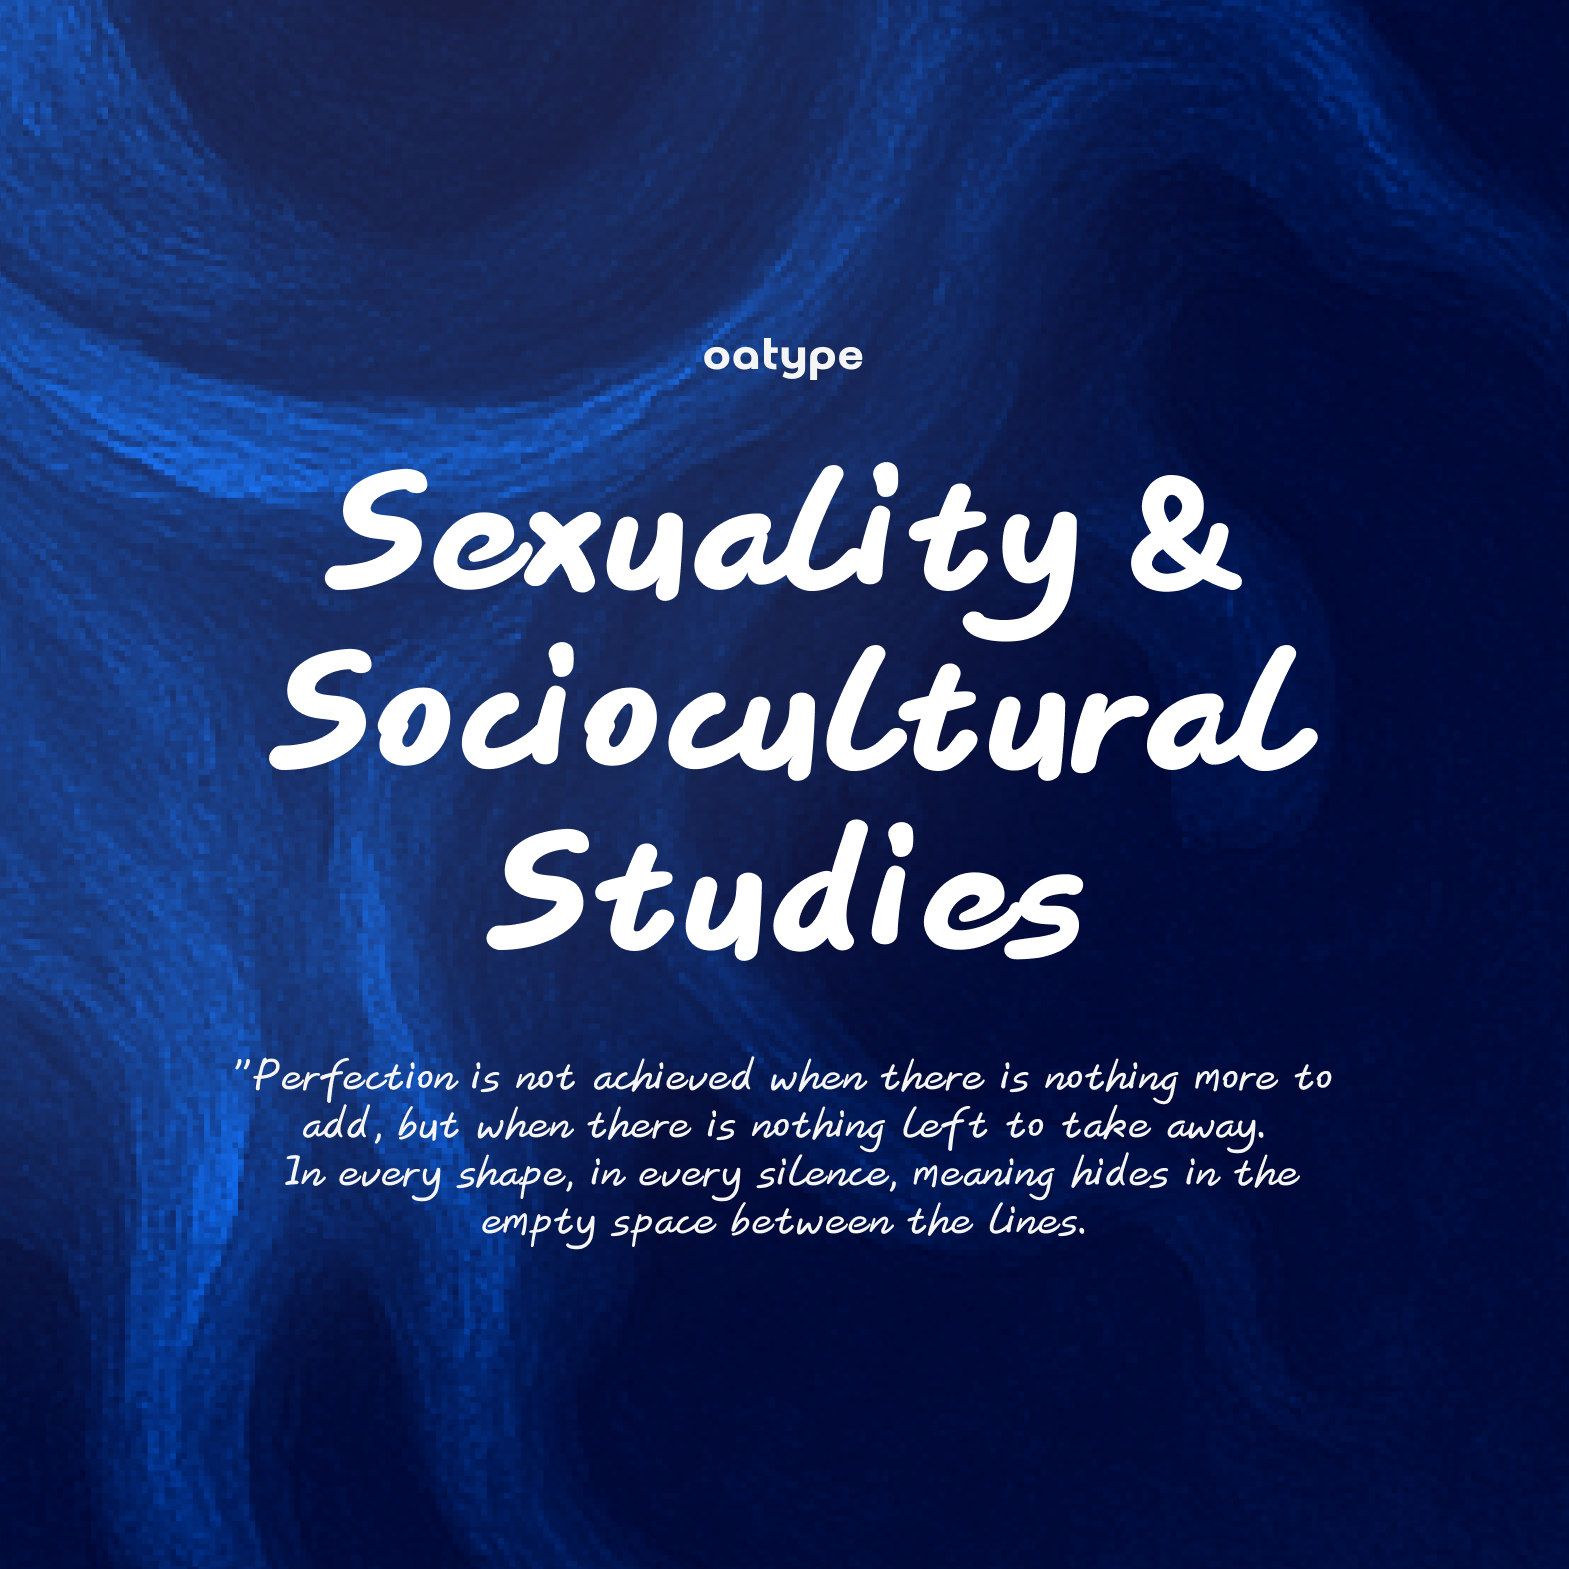 oatype
Sexuality &
Sociocultural
Studies
"Perfection is not achieved when there is nothing more to
add, but when there is nothing left to take away.
In every shape, in every silence, meaning hides in the
empty space between the lines.